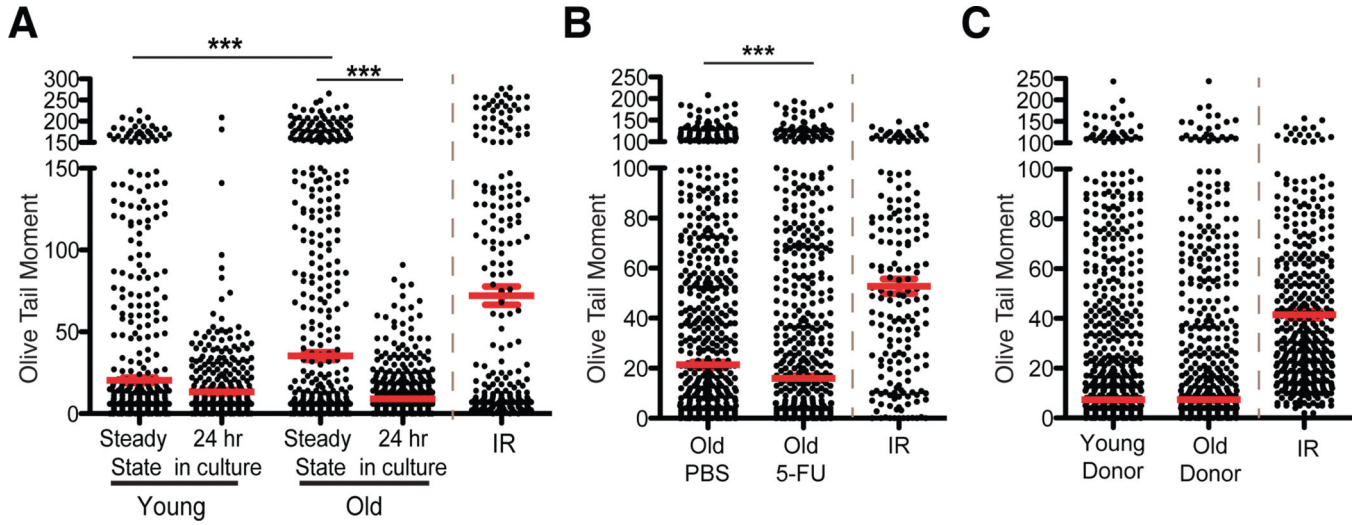 A
B
C
***
***
***
Olive Tail Moment
300
250
200
150
150
100
50
0
Steady State
24 hr in culture
Steady State
24 hr in culture
IR
Young
Old
Olive Tail Moment
250
200
150
100
100
80
60
40
20
0
Old PBS
Old 5-FU
IR
Olive Tail Moment
250
200
150
100
100
80
60
40
20
0
Young Donor
Old Donor
IR